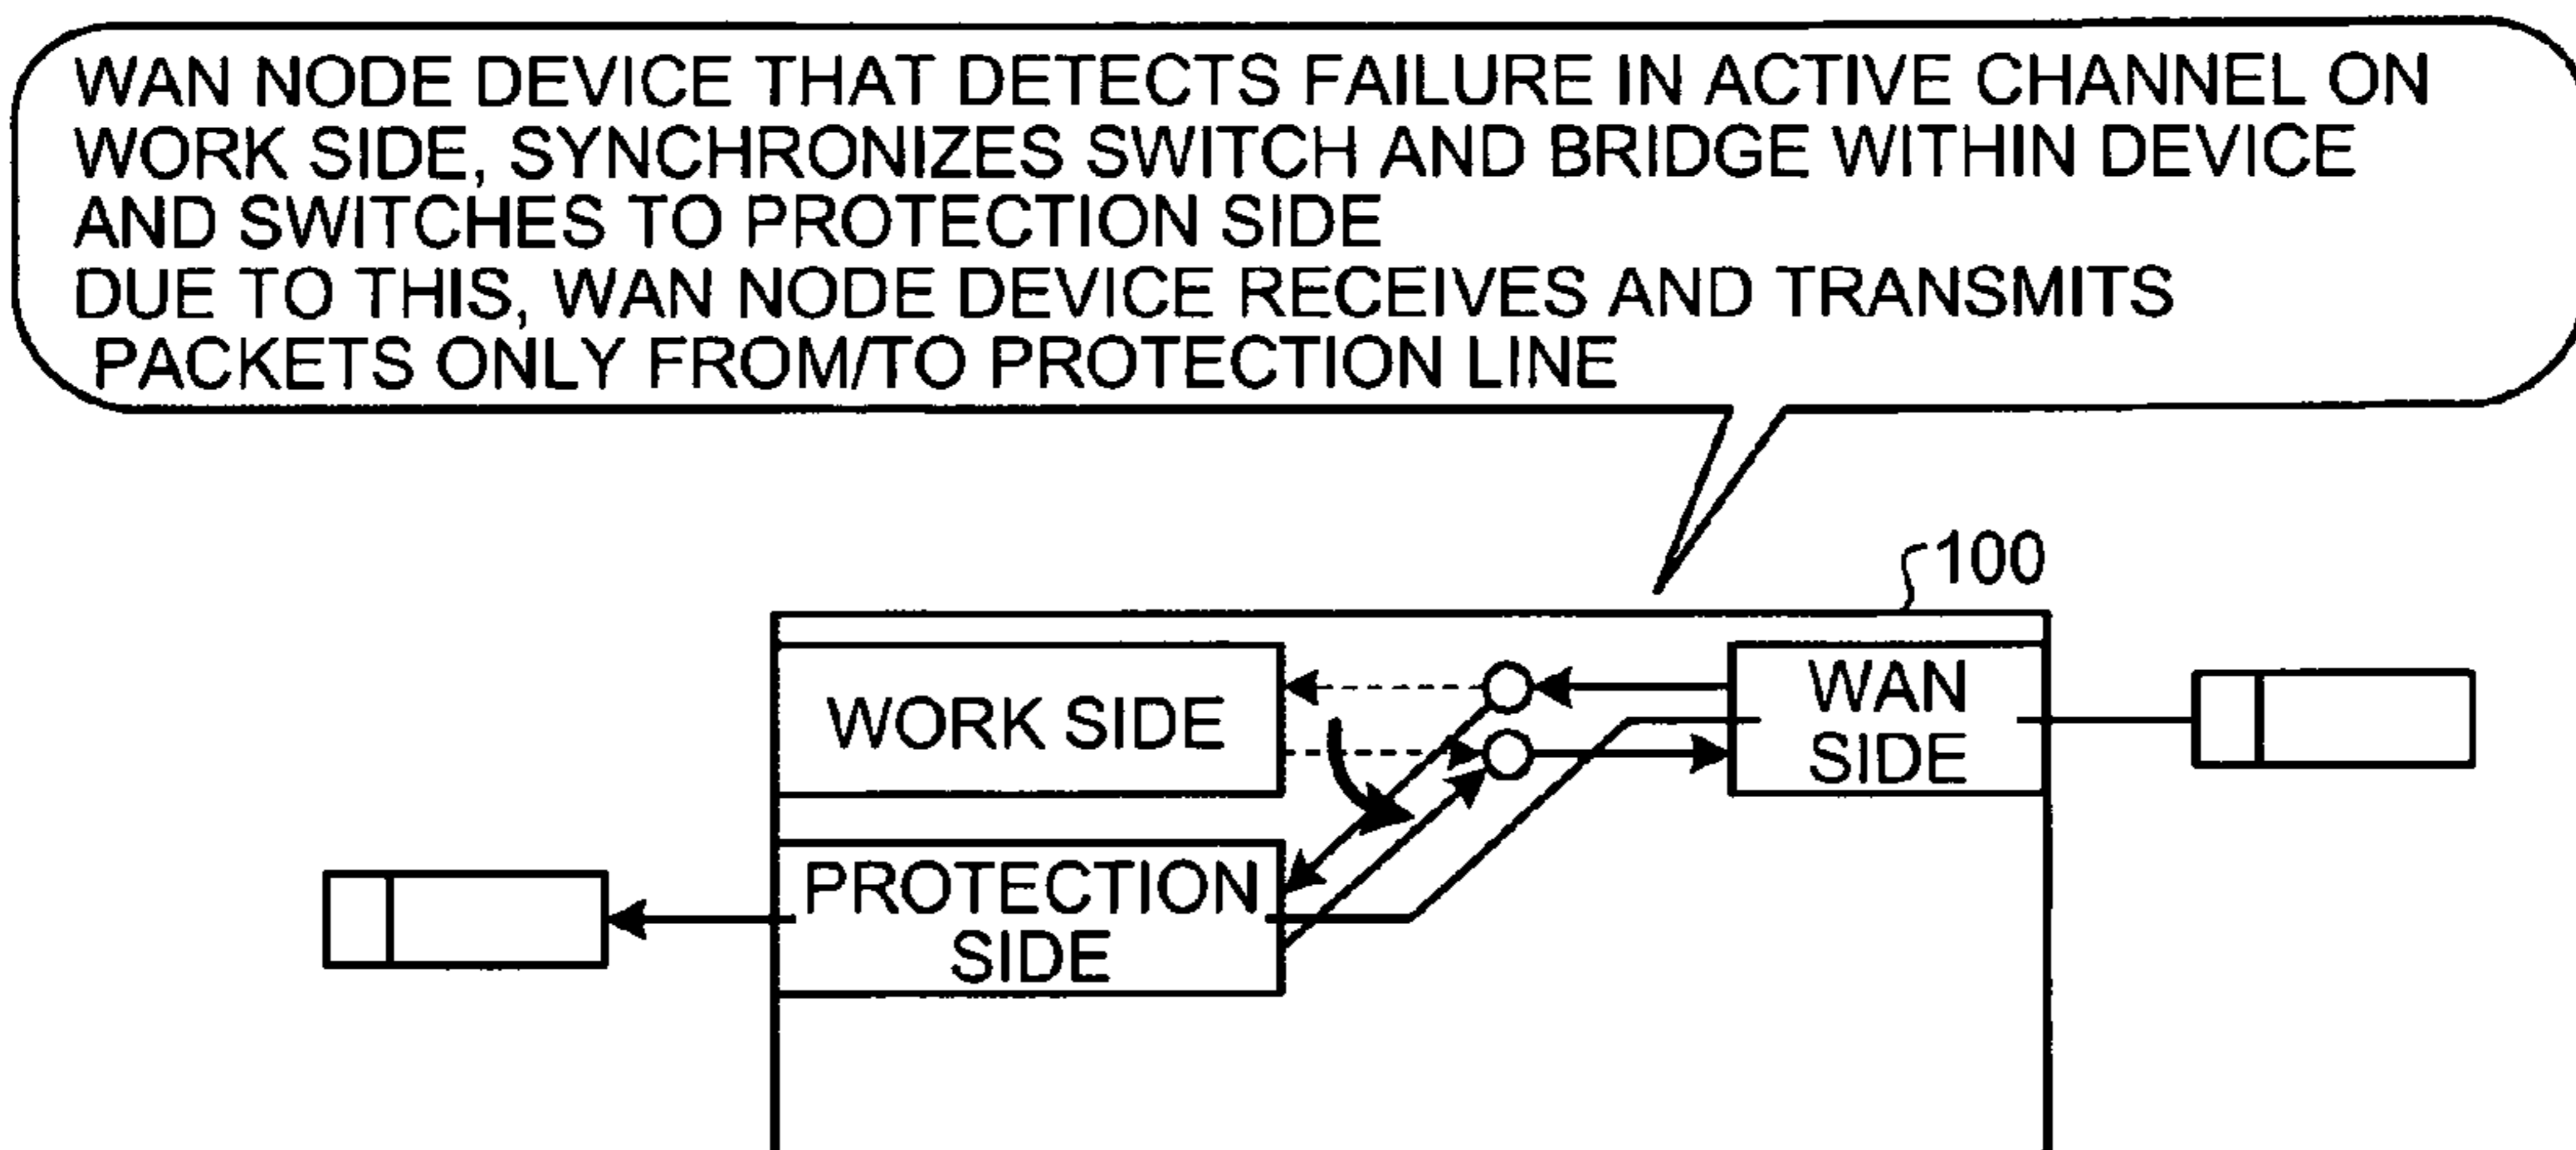 WAN NODE DEVICE THAT DETECTS FAILURE IN ACTIVE CHANNEL ON
WORK SIDE, SYNCHRONIZES SWITCH AND BRIDGE WITHIN DEVICE
AND SWITCHES TO PROTECTION SIDE
DUE TO THIS, WAN NODE DEVICE RECEIVES AND TRANSMITS
PACKETS ONLY FROM/TO PROTECTION LINE
100
WORK SIDE
WAN
SIDE
PROTECTION
SIDE